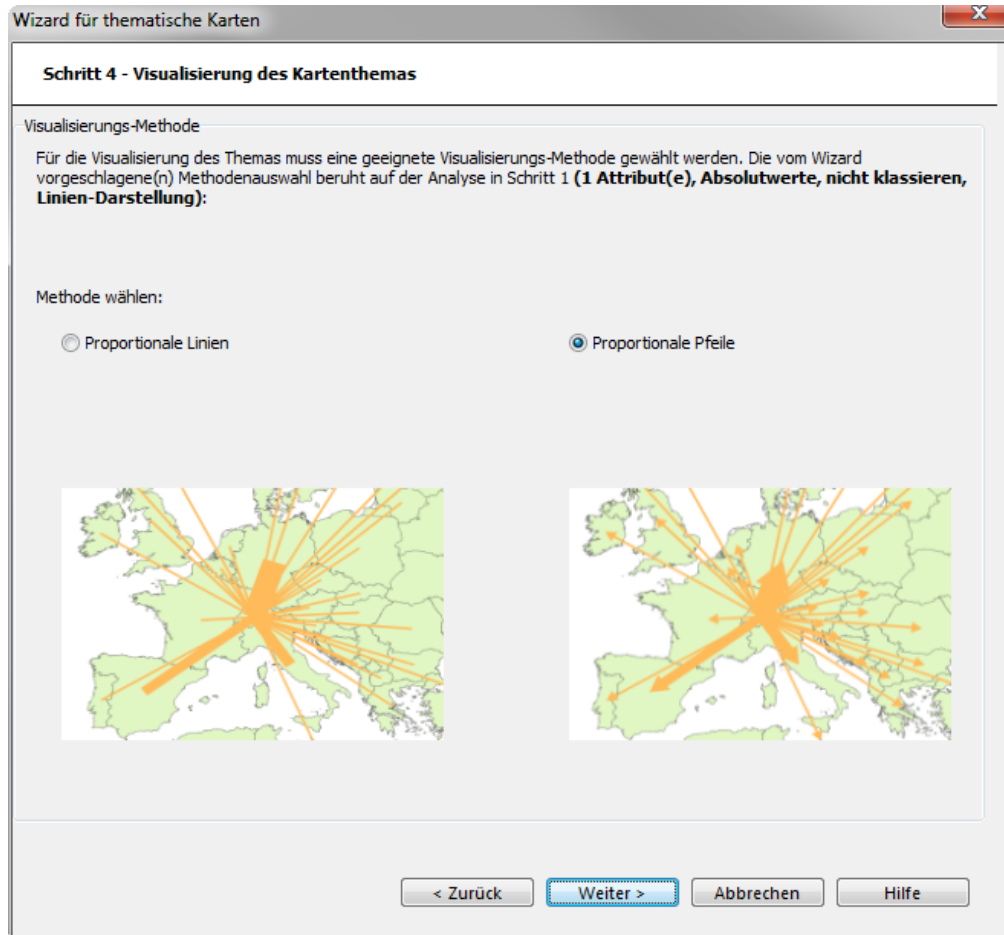 Wizard für thematische Karten
x
Schritt 4 - Visualisierung des Kartenthemas
Visualisierungs-Methode
Für die Visualisierung des Themas muss eine geeignete Visualisierungs-Methode gewählt werden. Die vom Wizard
vorgeschlagene(n) Methodenauswahl beruht auf der Analyse in Schritt 1 (1 Attribut(e), Absolutwerte, nicht klassieren,
Linien-Darstellung):
Methode wählen:
Proportionale Linien
Proportionale Pfeile
< Zurück
Weiter >
Abbrechen
Hilfe